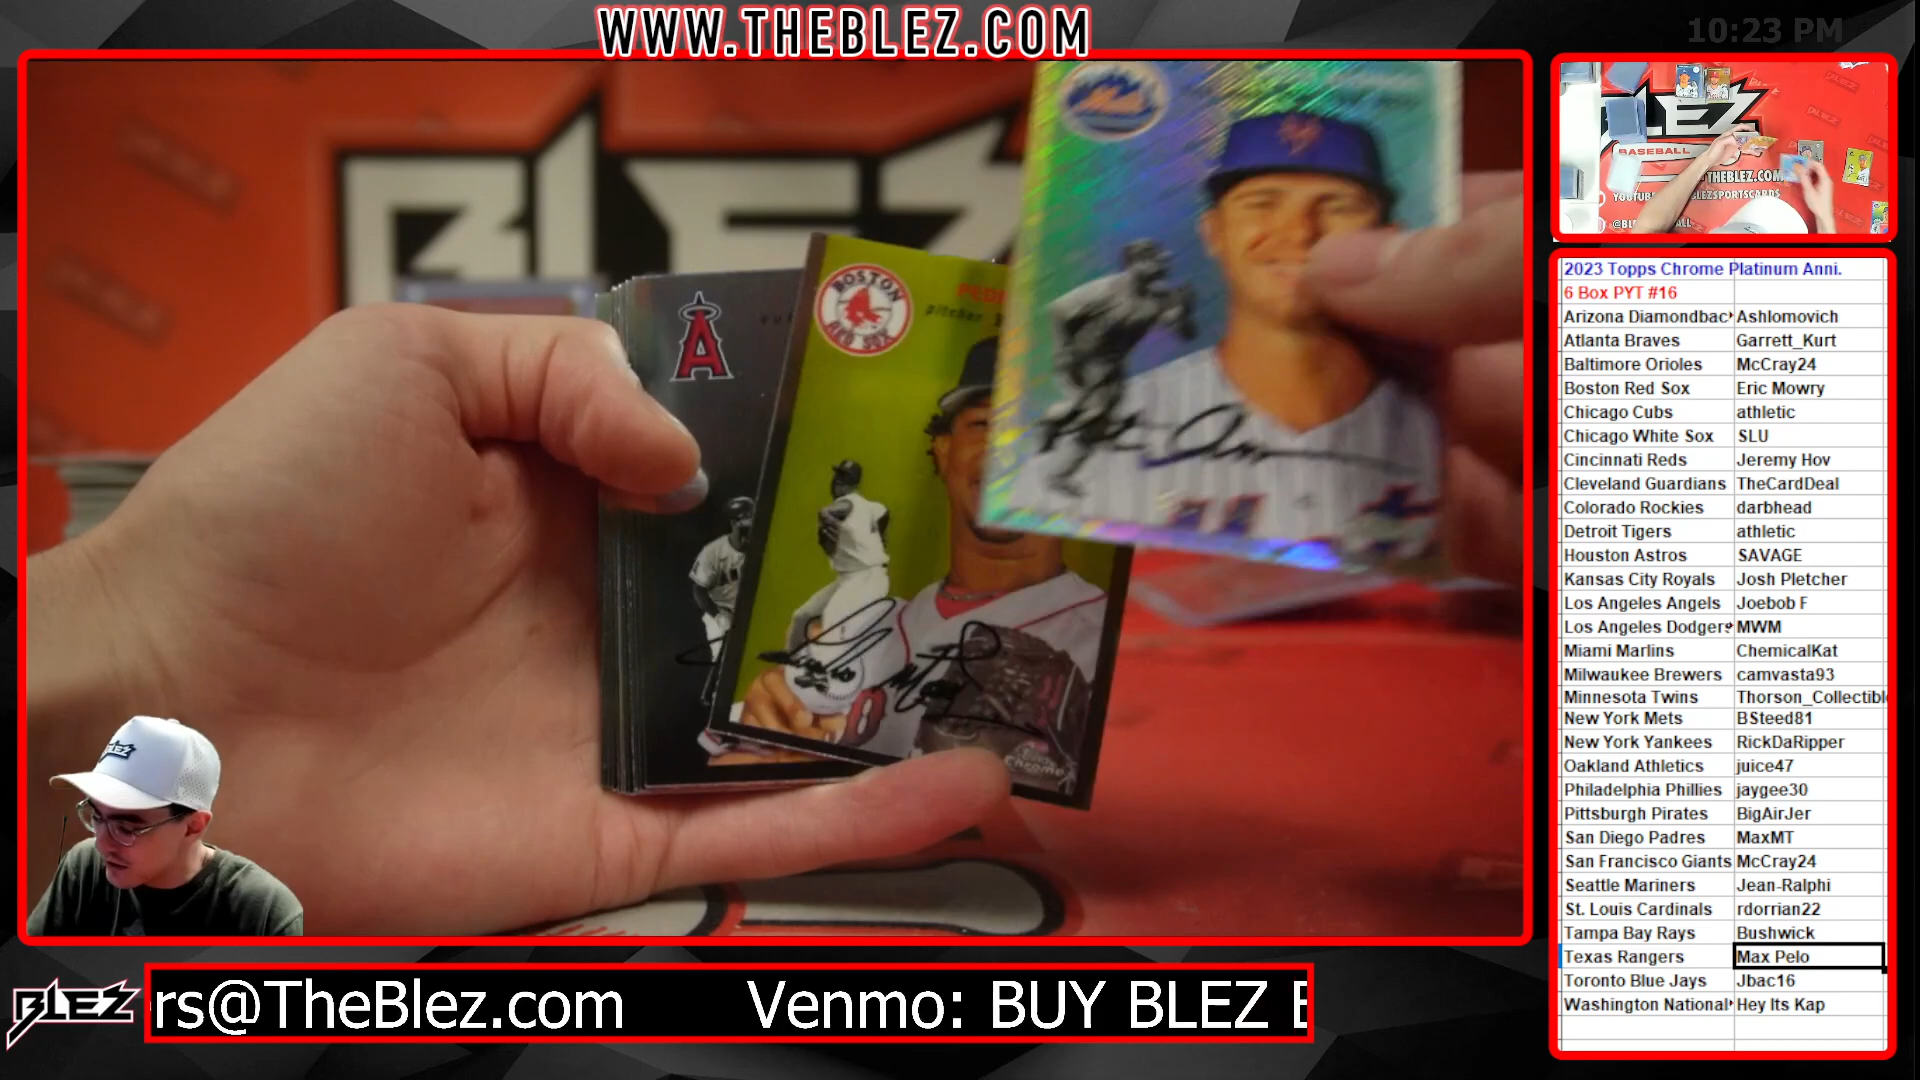 WWW.THEBLEZ.COM
10:23 PM
BLEZ
BASEBALL
THEBLEZ.COM
Mets
BOSTON
RED SOX
A
pitcher
Chrome
2023 Topps Chrome Platinum Anni.
6 Box PYT #16
Arizona Diamondbac Ashlomovich
Atlanta Braves Garrett_Kurt
Baltimore Orioles McCray24
Boston Red Sox Eric Mowry
Chicago Cubs athletic
Chicago White Sox SLU
Cincinnati Reds Jeremy Hov
Cleveland Guardians TheCardDeal
Colorado Rockies darbhead
Detroit Tigers athletic
Houston Astros SAVAGE
Kansas City Royals Josh Pletcher
Los Angeles Angels Joebob F
Los Angeles Dodgers MWM
Miami Marlins ChemicalKat
Milwaukee Brewers camvasta93
Minnesota Twins Thorson_Collectibl
New York Mets BSteed81
New York Yankees RickDaRipper
Oakland Athletics juice47
Philadelphia Phillies jaygee30
Pittsburgh Pirates BigAirJer
San Diego Padres MaxMT
San Francisco Giants McCray24
Seattle Mariners Jean-Ralphi
St. Louis Cardinals rdorrian22
Tampa Bay Rays Bushwick
Texas Rangers Max Pelo
Toronto Blue Jays Jbac16
Washington National Hey Its Kap
BLEZ
rs@TheBlez.com Venmo: BUY BLEZ